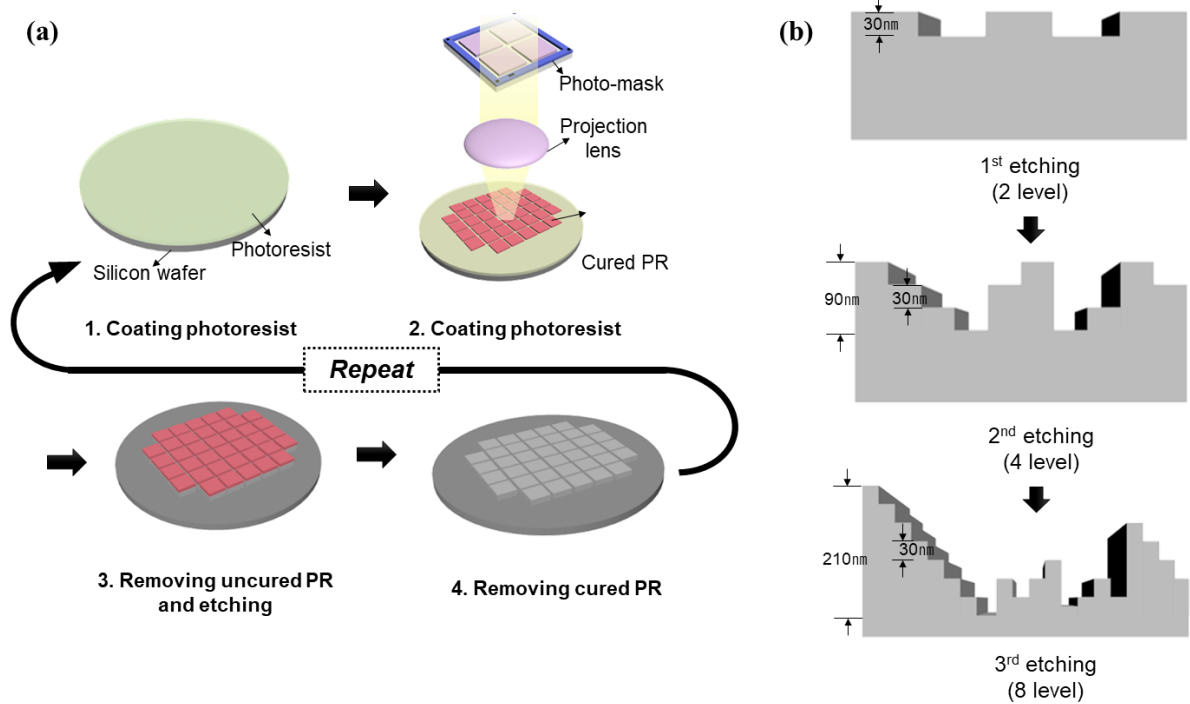 (a)
Photo-mask
Projection
lens
Photoresist
Silicon wafer
Cured PR
1. Coating photoresist
2. Coating photoresist
Repeat
3. Removing uncured PR
and etching
4. Removing cured PR
(b)
30nm
1st etching
(2 level)
90nm
30nm
2nd etching
(4 level)
210nm
30nm
3rd etching
(8 level)